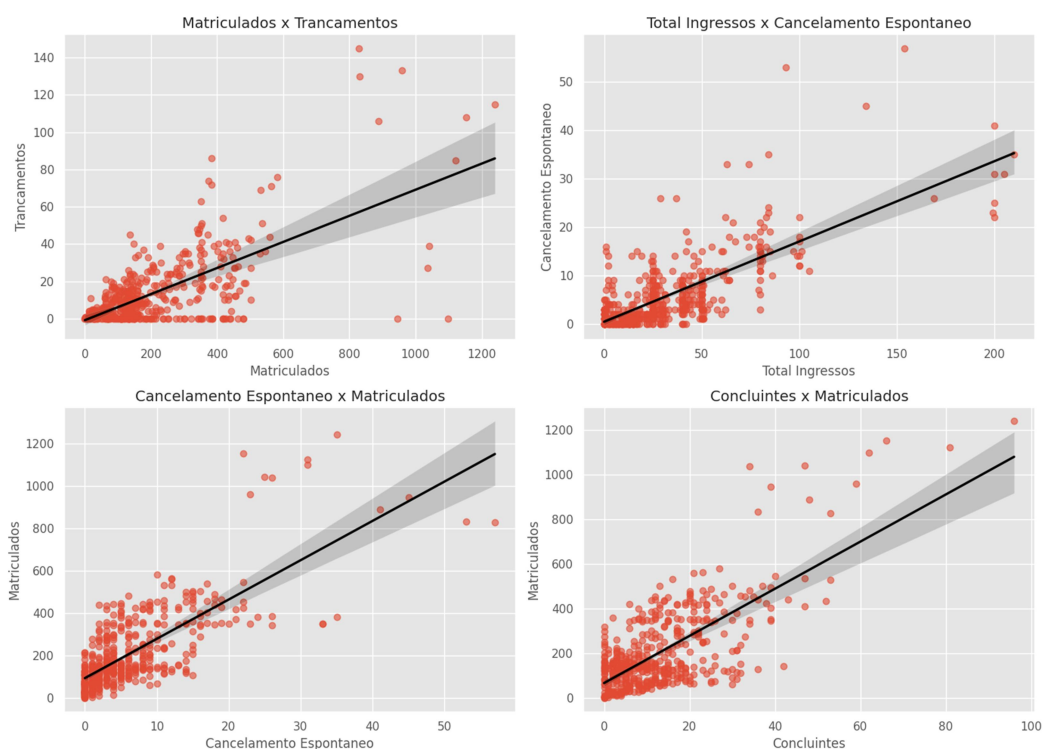 Matriculados x Trancamentos
140
120
100
80
60
40
20
0
Trancamentos
0 200 400 600 800 1000 1200
Matriculados
Total Ingressos x Cancelamento Espontaneo
50
40
30
20
10
0
Cancelamento Espontaneo
0 50 100 150 200
Total Ingressos
Cancelamento Espontaneo x Matriculados
1200
1000
800
600
400
200
0
Matriculados
0 10 20 30 40 50
Cancelamento Espontaneo
Concluintes x Matriculados
1200
1000
800
600
400
200
0
Matriculados
0 20 40 60 80 100
Concluintes